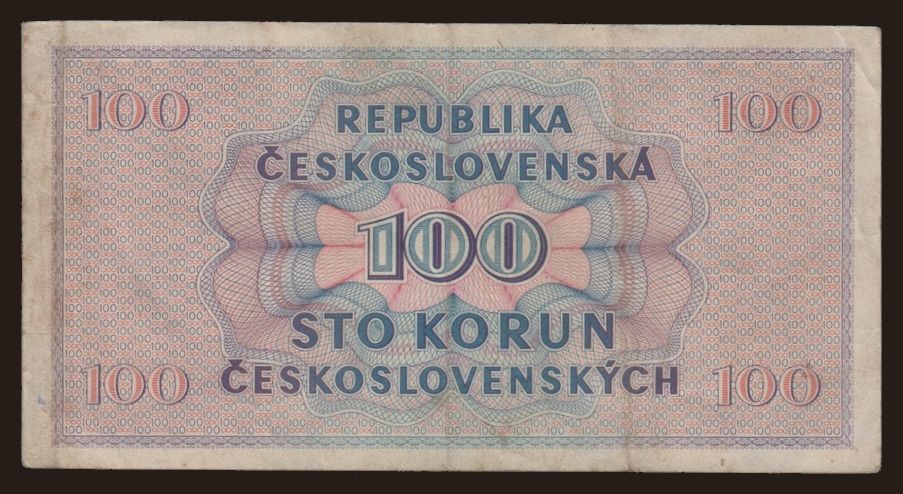 100 100
REPUBLIKA
ČESKOSLOVENSKÁ
100
STO KORUN
ČESKOSLOVENSKÝCH
100 100